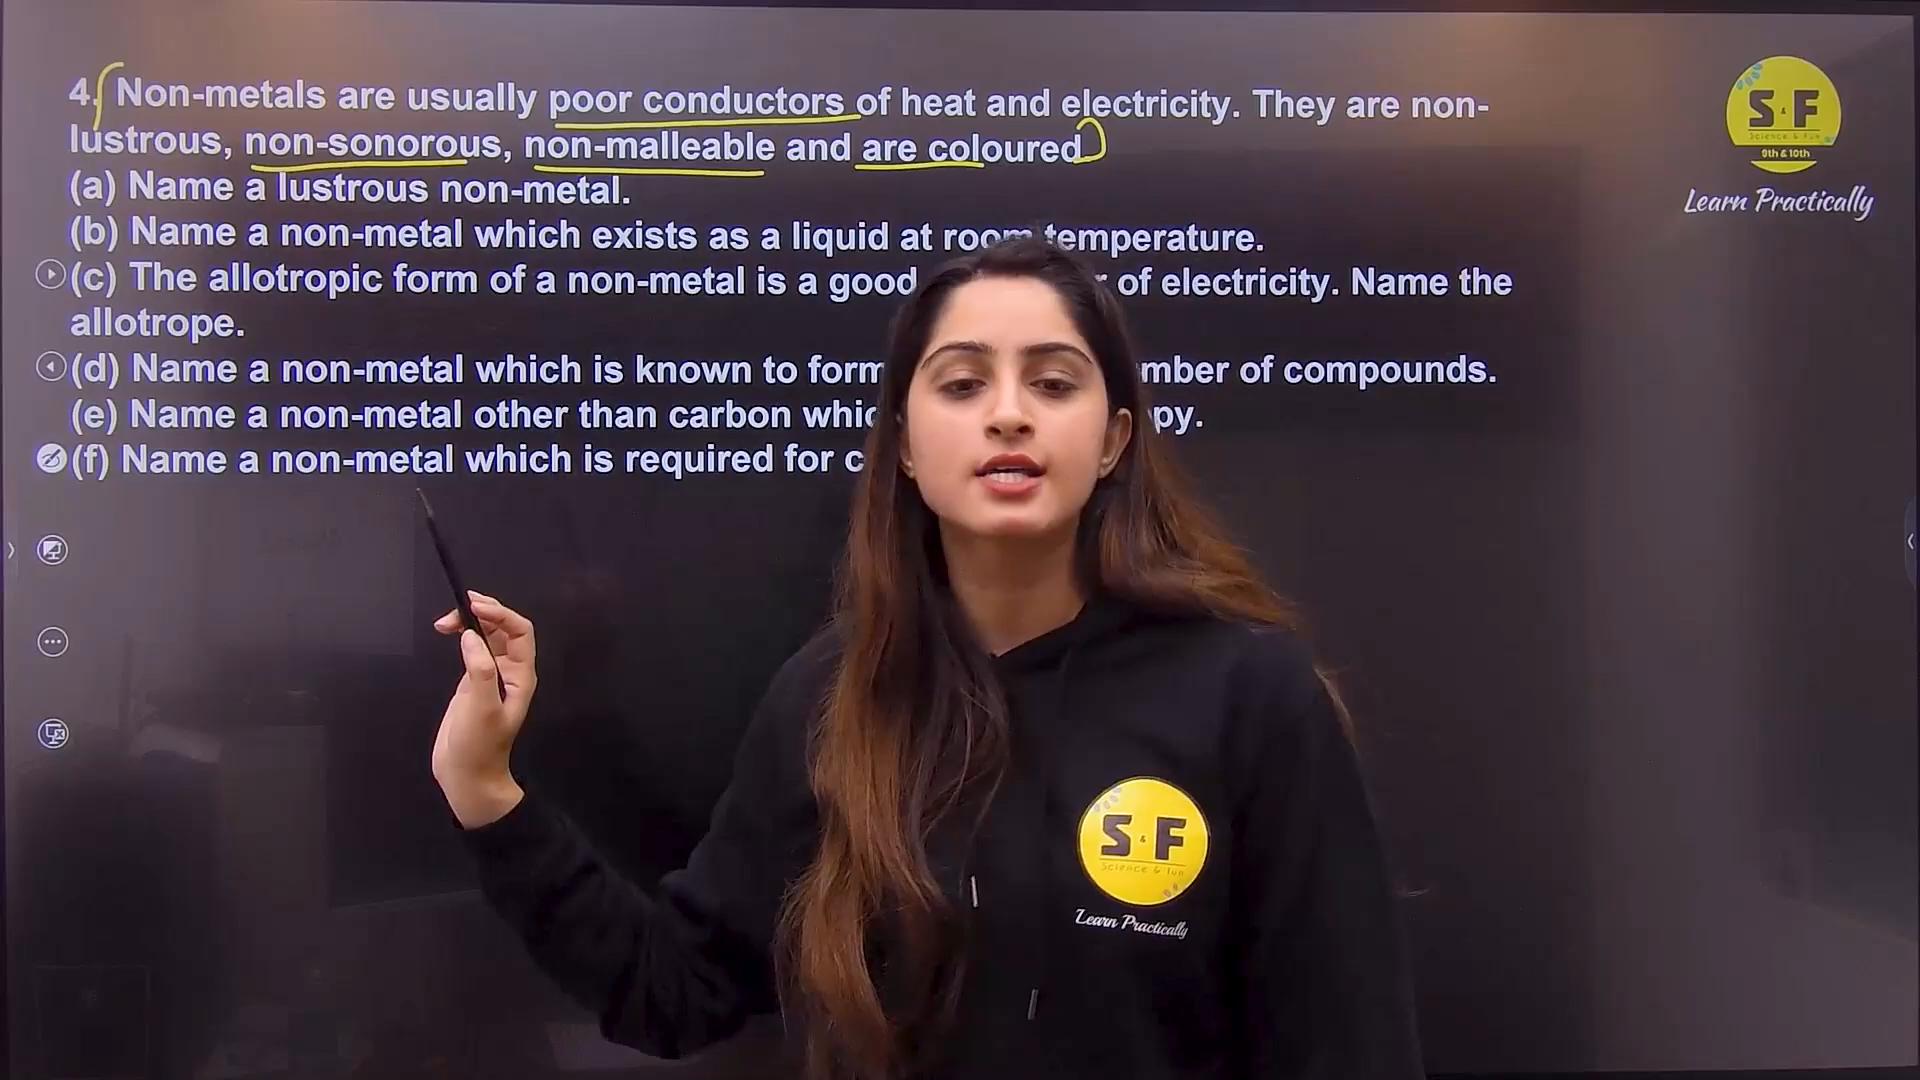 4. Non-metals are usually poor conductors of heat and electricity. They are non-
lustrous, non-sonorous, non-malleable and are coloured
(a) Name a lustrous non-metal.
(b) Name a non-metal which exists as a liquid at room temperature.
(c) The allotropic form of a non-metal is a good of electricity. Name the
allotrope.
(d) Name a non-metal which is known to form of compounds.
(e) Name a non-metal other than carbon
(f) Name a non-metal which is required for
S & F
Science & Fun
9th & 10th
Learn Practically
S & F
Science & fun
Learn Practically